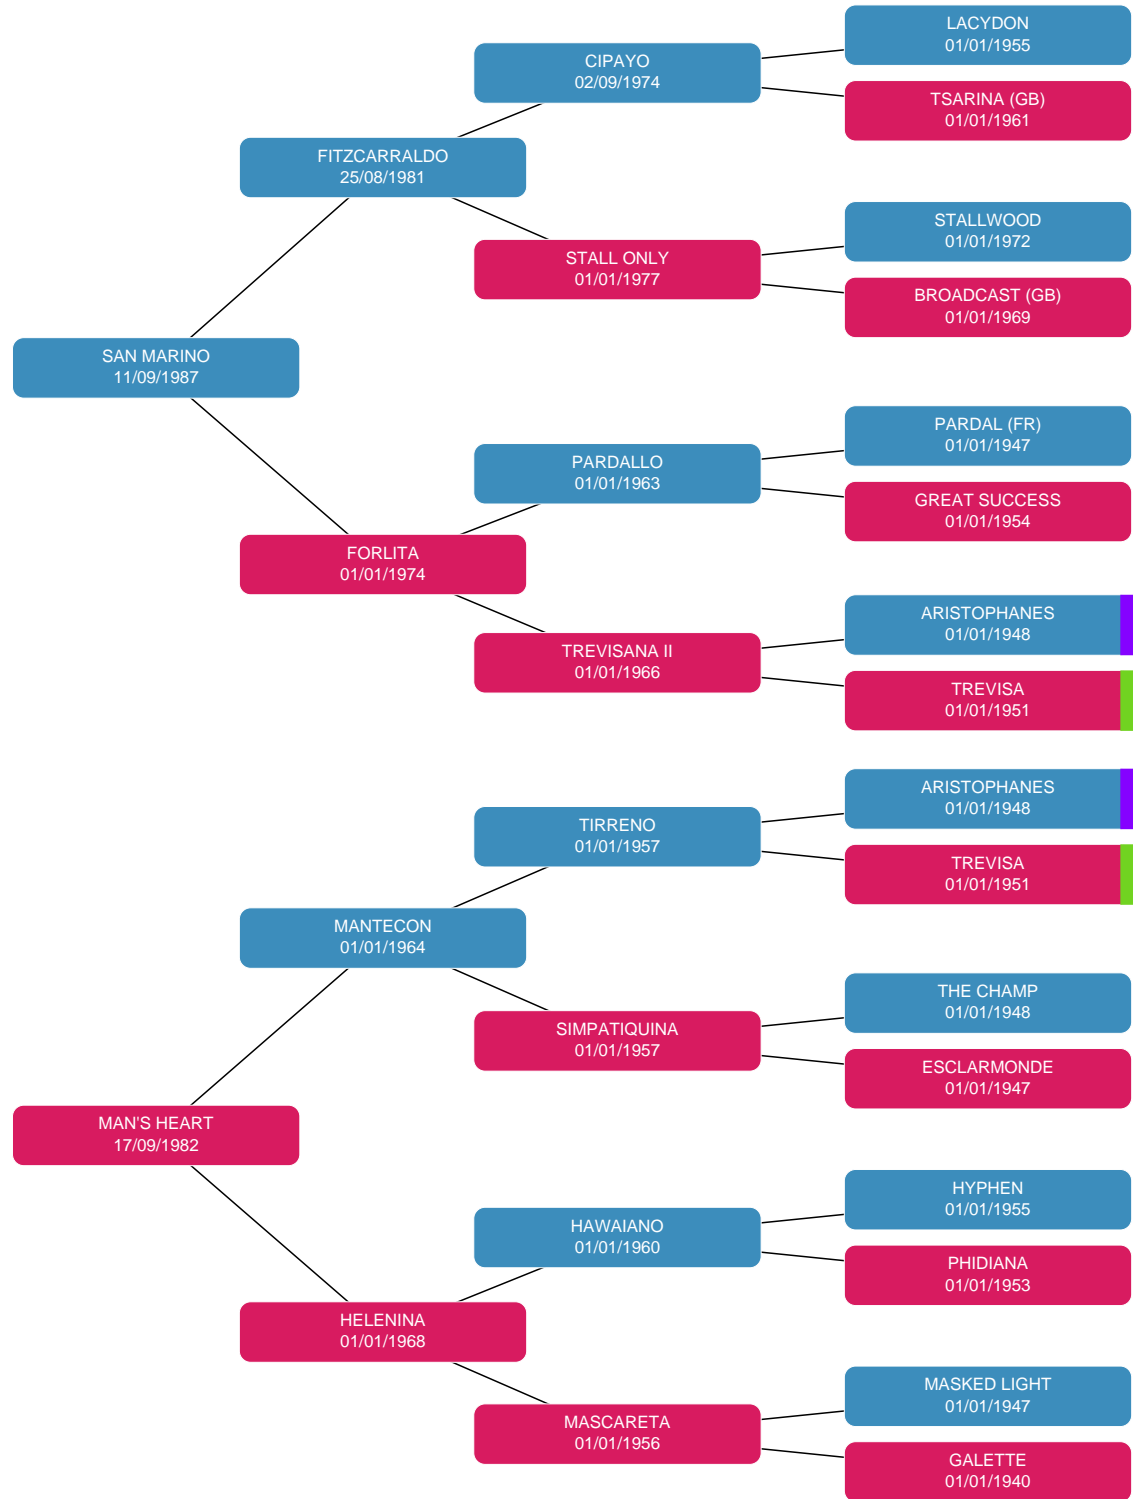 LACYDON
01/01/1955
CIPAYO
02/09/1974
TSARINA (GB)
01/01/1961
FITZCARRALDO
25/08/1981
STALLWOOD
01/01/1972
STALL ONLY
01/01/1977
BROADCAST (GB)
01/01/1969
SAN MARINO
11/09/1987
PARDAL (FR)
01/01/1947
PARDALLO
01/01/1963
GREAT SUCCESS
01/01/1954
FORLITA
01/01/1974
ARISTOPHANES
01/01/1948
TREVISANA II
01/01/1966
TREVISA
01/01/1951
ARISTOPHANES
01/01/1948
TIRRENO
01/01/1957
TREVISA
01/01/1951
MANTECON
01/01/1964
THE CHAMP
01/01/1948
SIMPATIQUINA
01/01/1957
ESCLARMONDE
01/01/1947
MAN'S HEART
17/09/1982
HYPHEN
01/01/1955
HAWAIANO
01/01/1960
PHIDIANA
01/01/1953
HELENINA
01/01/1968
MASKED LIGHT
01/01/1947
MASCARETA
01/01/1956
GALETTE
01/01/1940